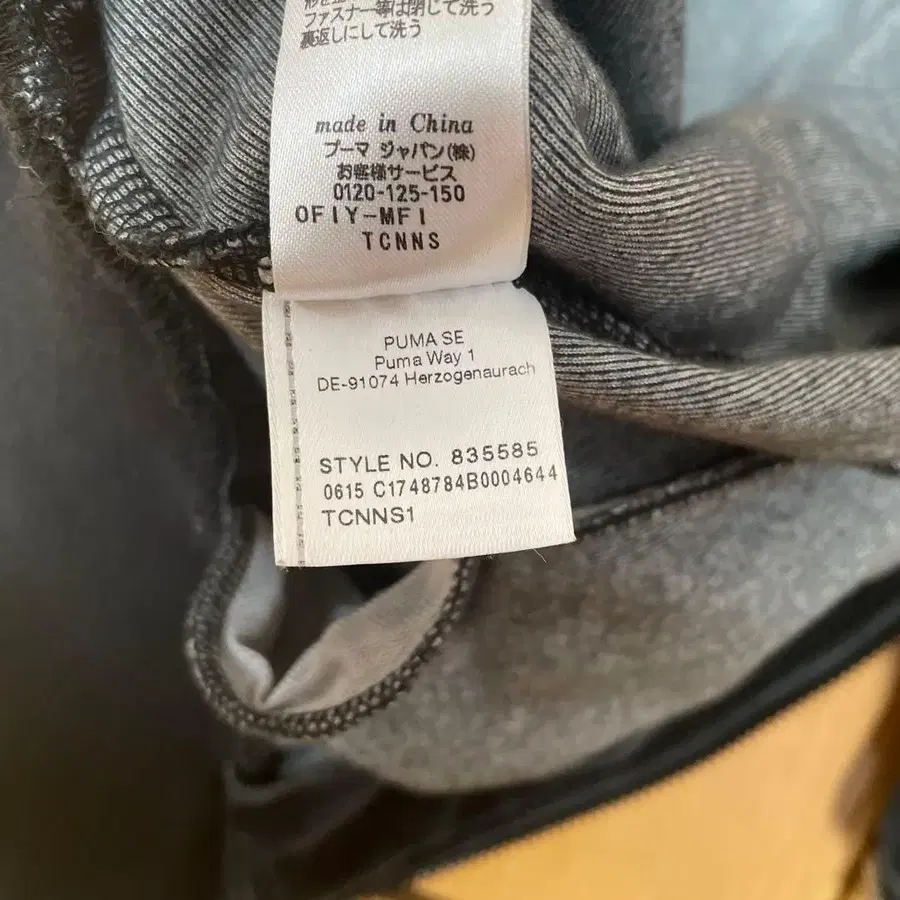 ファスナー等は閉じて洗う
裏返しにして洗う
made in China
プーマ ジャパン(株)
お客様サービス
0120-125-150
OFIY-MFI
TCNNS
PUMA SE
Puma Way 1
DE-91074 Herzogenaurach
STYLE NO. 835585
0615 C1748784B0004644
TCNNS1